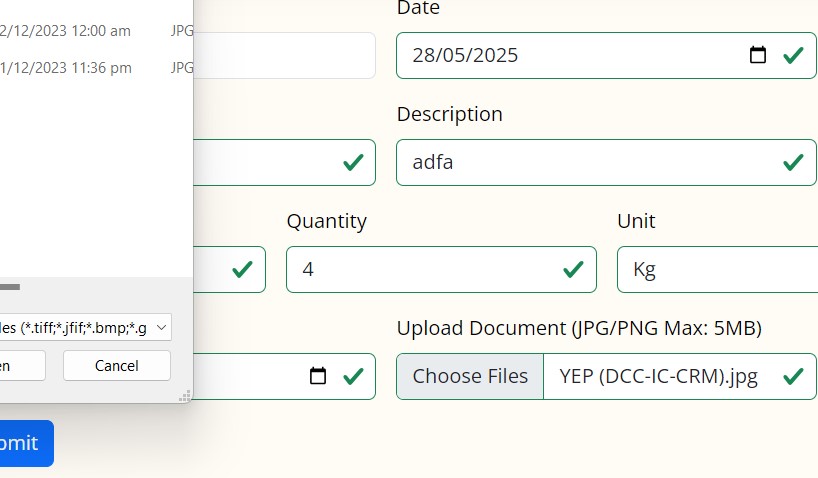 Date
2/12/2023 12:00 am JPG
28/05/2025
1/12/2023 11:36 pm JPG
Description
adfa
Quantity
Unit
4
Kg
les (*.tiff;*.jfif;*.bmp;*.g
Upload Document (JPG/PNG Max: 5MB)
en
Cancel
Choose Files
YEP (DCC-IC-CRM).jpg
bmit